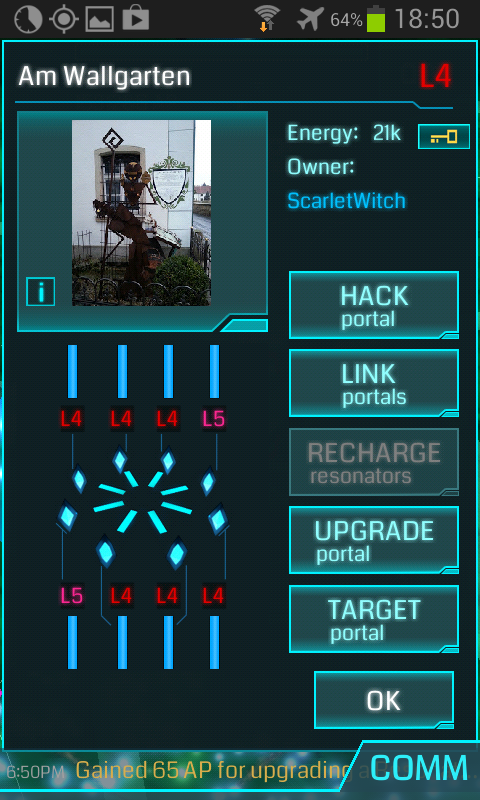 64% 18:50
Am Wallgarten L4
Energy: 21k
Owner:
ScarletWitch
i
HACK
portal
LINK
portals
L4 L4 L4 L5
RECHARGE
resonators
UPGRADE
portal
L5 L4 L4 L4
TARGET
portal
OK
6:50PM Gained 65 AP for upgrading
COMM